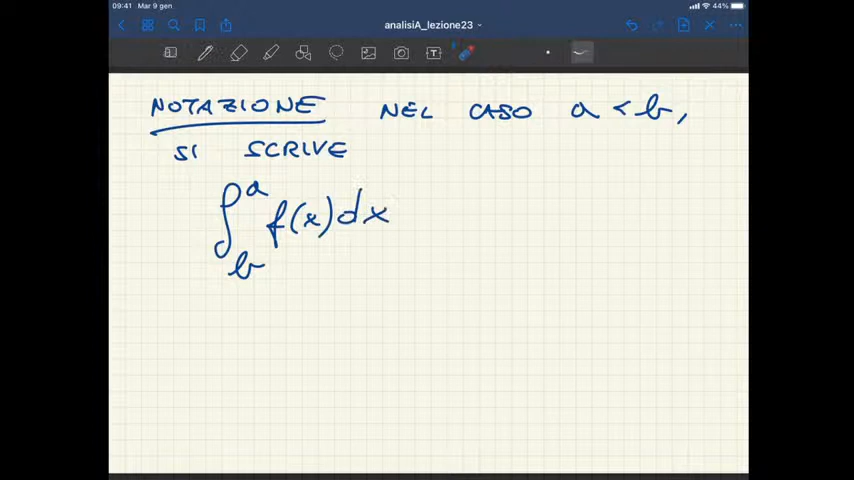 09:41 Mar 9 gen 44%
analisiA_lezione23
NOTAZIONE NEL CASO a < b,
SI SCRIVE
∫_b^a f(x)dx